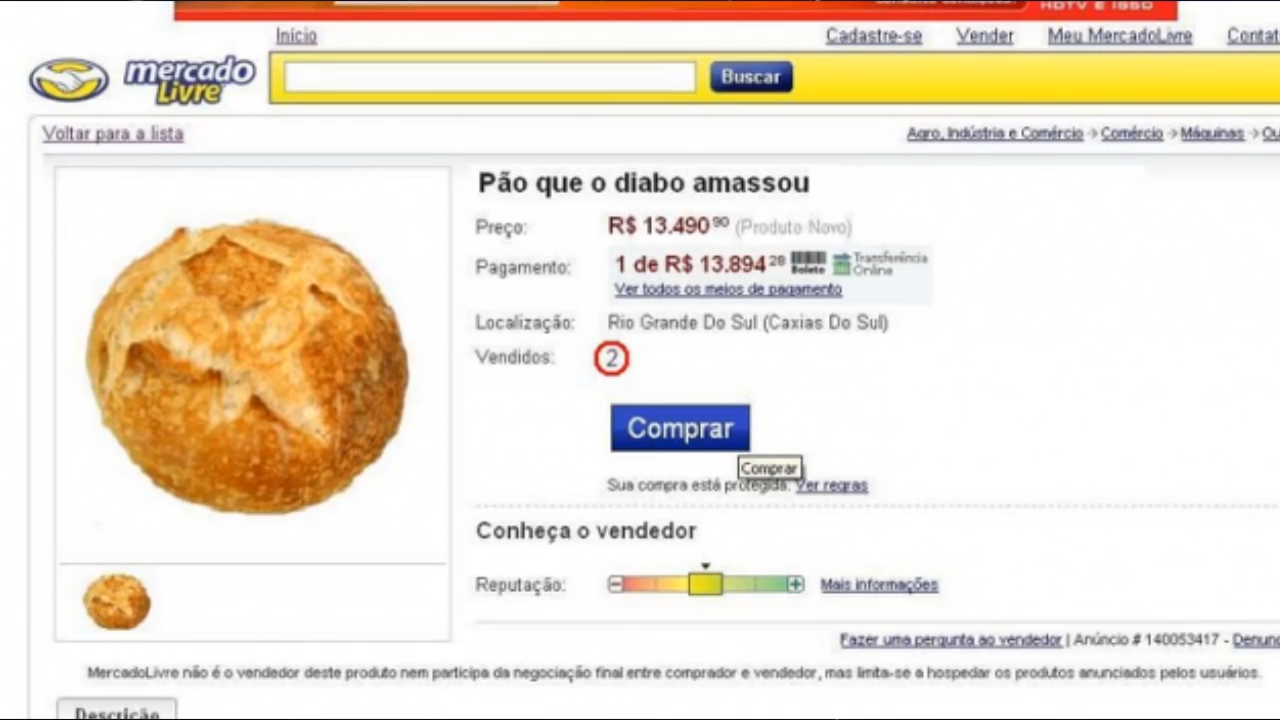 HDTV É ISSO
Início
Cadastre-se Vender Meu MercadoLivre Contat
mercado
Livre
Buscar
Voltar para a lista
Agro, Indústria e Comércio → Comércio → Máquinas → Ou
Pão que o diabo amassou
Preço: R$ 13.490 90 (Produto Novo)
Pagamento: 1 de R$ 13.894 28 Boleto Transferência Online
Ver todos os meios de pagamento
Localização: Rio Grande Do Sul (Caxias Do Sul)
Vendidos: 2
Comprar
Comprar
Sua compra está protegida. Ver regras
Conheça o vendedor
Reputação: Mais informações
Fazer uma pergunta ao vendedor | Anúncio # 140053417 - Denunc
MercadoLivre não é o vendedor deste produto nem participa da negociação final entre comprador e vendedor, mas limita-se a hospedar os produtos anunciados pelos usuários.
Descrição